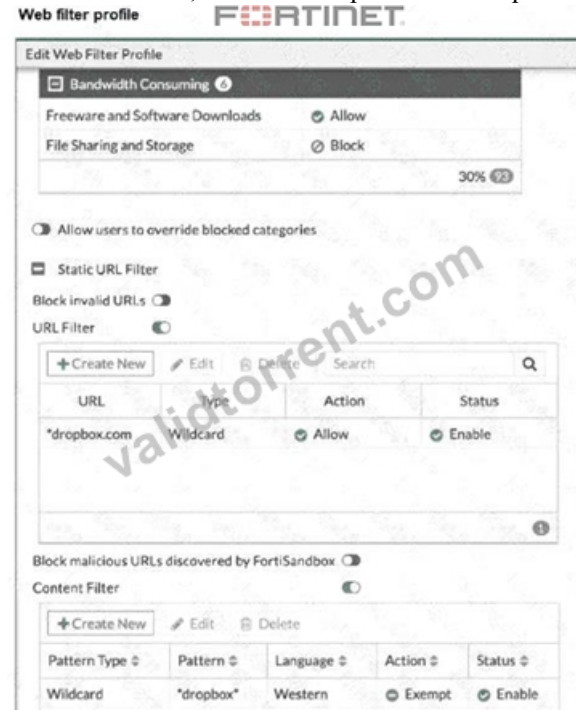 Web filter profile
FORTINET
Edit Web Filter Profile
Bandwidth Consuming 6
Freeware and Software Downloads Allow
File Sharing and Storage Block
30% 93
Allow users to override blocked categories
Static URL Filter
Block invalid URLs
URL Filter
+ Create New Edit Delete Search
URL Type Action Status
*dropbox.com Wildcard Allow Enable
1
validtorrent.com
Block malicious URLs discovered by FortiSandbox
Content Filter
+ Create New Edit Delete
Pattern Type Pattern Language Action Status
Wildcard *dropbox* Western Exempt Enable